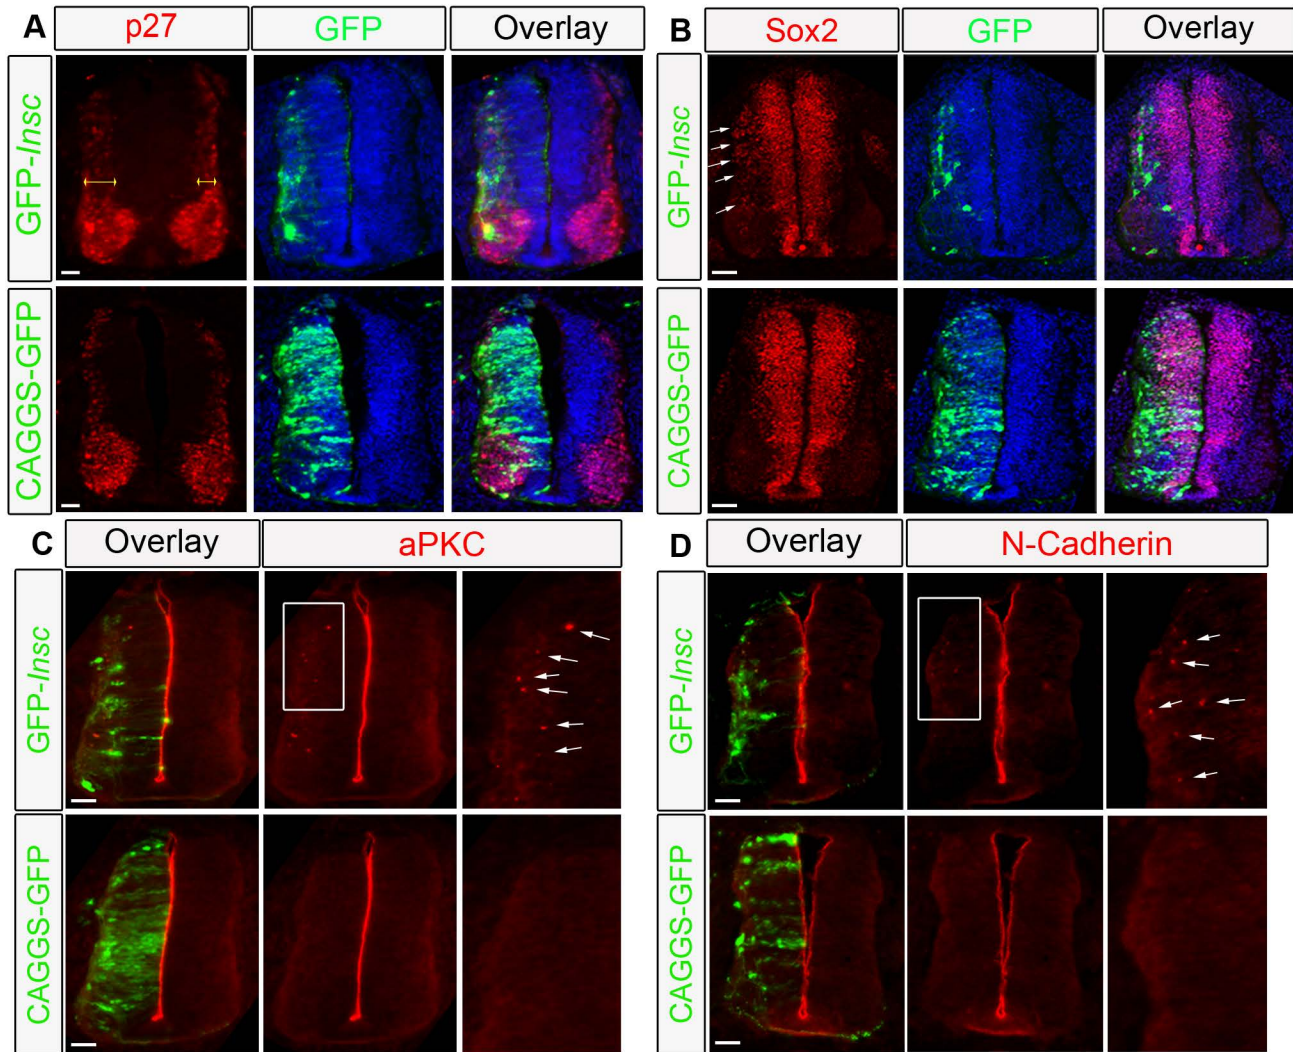 A
p27
GFP
Overlay
GFP-Insc
CAGGS-GFP
B
Sox2
GFP
Overlay
GFP-Insc
CAGGS-GFP
C
Overlay
aPKC
GFP-Insc
CAGGS-GFP
D
Overlay
N-Cadherin
GFP-Insc
CAGGS-GFP